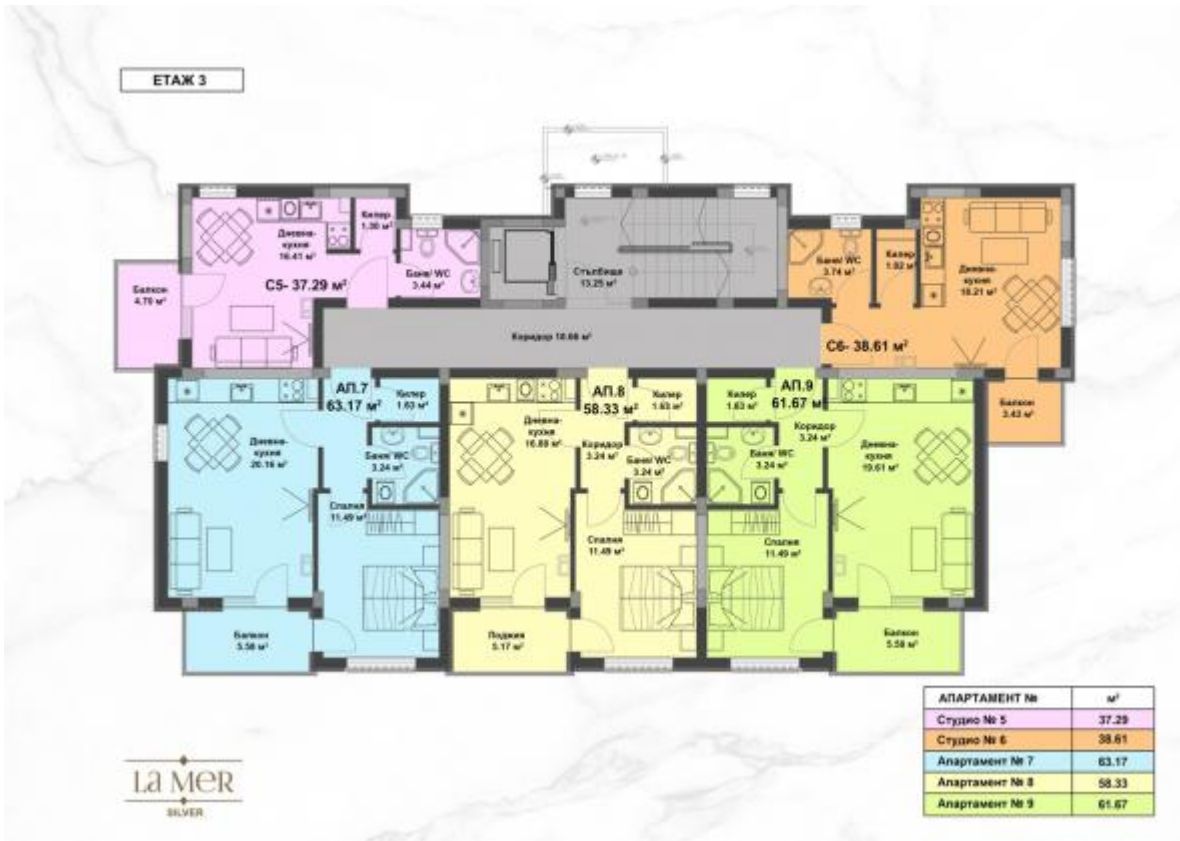 ЕТАЖ 3
Килер
1.30 м²
Дневна-
кухня
16.41 м²
С5- 37.29 м²
Баня/ WC
3.44 м²
Балкон
4.70 м²
Стълбище
13.25 м²
Баня/ WC
3.74 м²
Килер
1.82 м²
Дневна-
кухня
18.21 м²
С6- 38.61 м²
Балкон
3.43 м²
Коридор 18.66 м²
АП.7
63.17 м²
Килер
1.63 м²
Дневна-
кухня
20.16 м²
Баня/ WC
3.24 м²
Спалня
11.49 м²
Балкон
5.58 м²
АП.8
58.33 м²
Килер
1.63 м²
Дневна-
кухня
16.80 м²
Коридор
3.24 м²
Баня/ WC
3.24 м²
Спалня
11.49 м²
Лоджия
5.17 м²
АП.9
61.67 м²
Килер
1.63 м²
Коридор
3.24 м²
Баня/ WC
3.24 м²
Дневна-
кухня
19.61 м²
Спалня
11.49 м²
Балкон
5.58 м²
АПАРТАМЕНТ № м²
Студио № 5 37.29
Студио № 6 38.61
Апартамент № 7 63.17
Апартамент № 8 58.33
Апартамент № 9 61.67
La MeR
SILVER